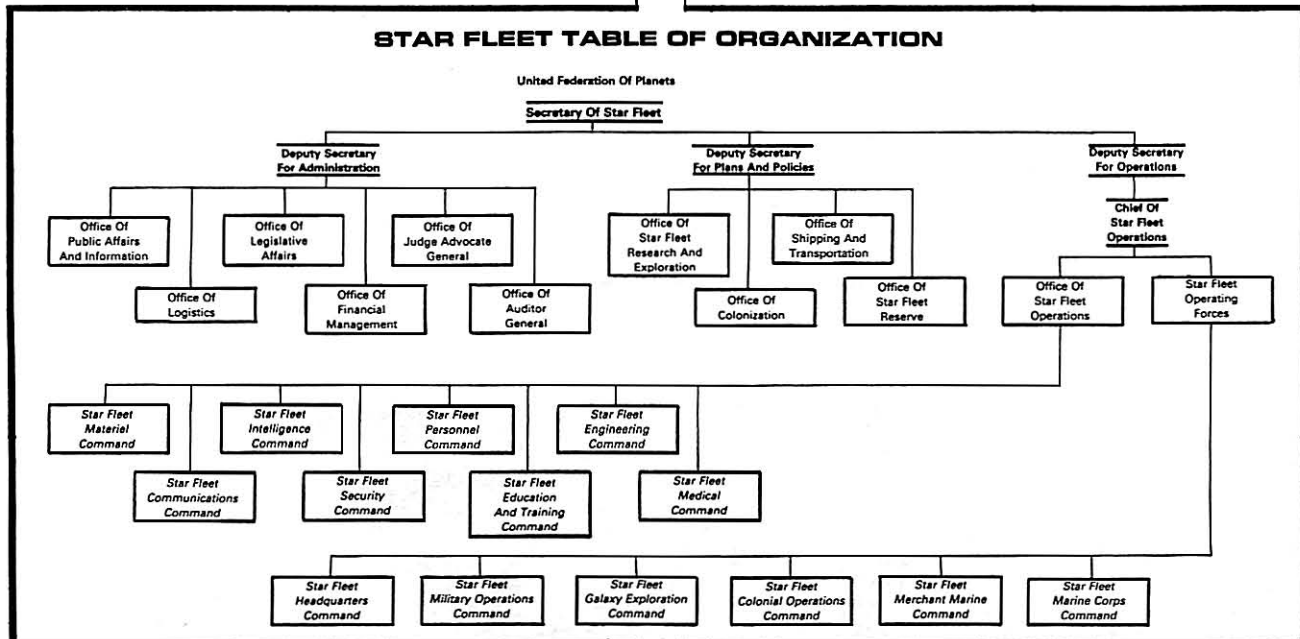 STAR FLEET TABLE OF ORGANIZATION
United Federation Of Planets
Secretary Of Star Fleet
Deputy Secretary
For Administration
Deputy Secretary
For Plans And Policies
Deputy Secretary
For Operations
Chief Of
Star Fleet
Operations
Office Of
Public Affairs
And Information
Office Of
Logistics
Office Of
Legislative
Affairs
Office Of
Financial
Management
Office Of
Judge Advocate
General
Office Of
Auditor
General
Office Of
Star Fleet
Research And
Exploration
Office Of
Colonization
Office Of
Shipping And
Transportation
Office Of
Star Fleet
Reserve
Office Of
Star Fleet
Operations
Star Fleet
Operating
Forces
Star Fleet
Materiel
Command
Star Fleet
Communications
Command
Star Fleet
Intelligence
Command
Star Fleet
Security
Command
Star Fleet
Personnel
Command
Star Fleet
Education
And Training
Command
Star Fleet
Engineering
Command
Star Fleet
Medical
Command
Star Fleet
Headquarters
Command
Star Fleet
Military Operations
Command
Star Fleet
Galaxy Exploration
Command
Star Fleet
Colonial Operations
Command
Star Fleet
Merchant Marine
Command
Star Fleet
Marine Corps
Command